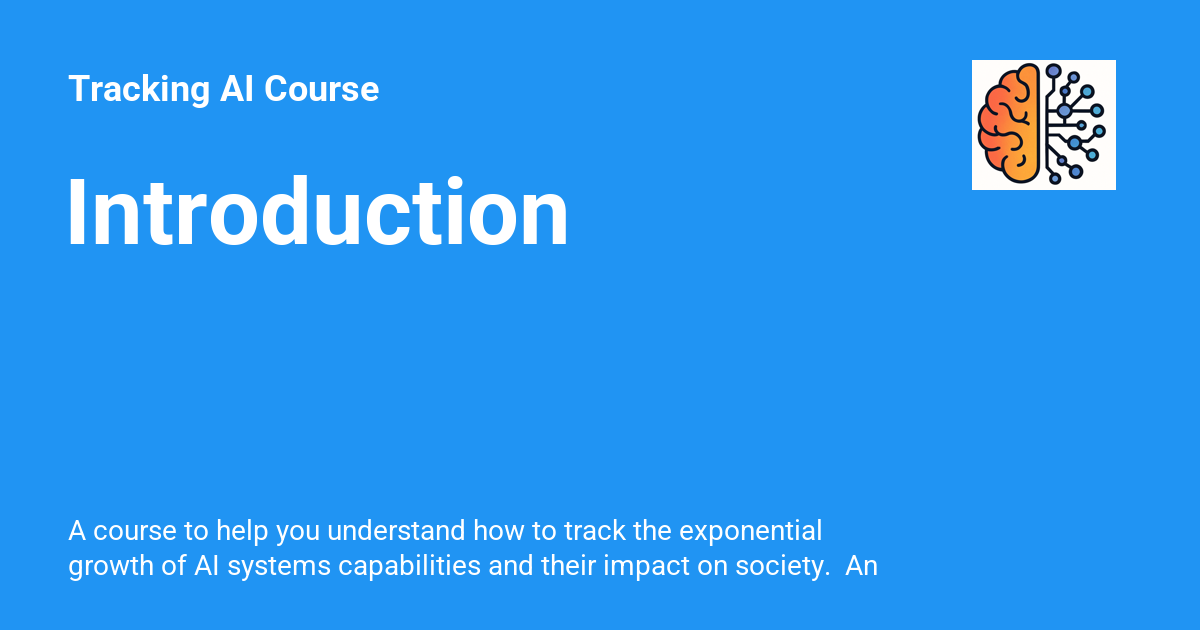 Tracking AI Course
Introduction
A course to help you understand how to track the exponential
growth of AI systems capabilities and their impact on society.  An